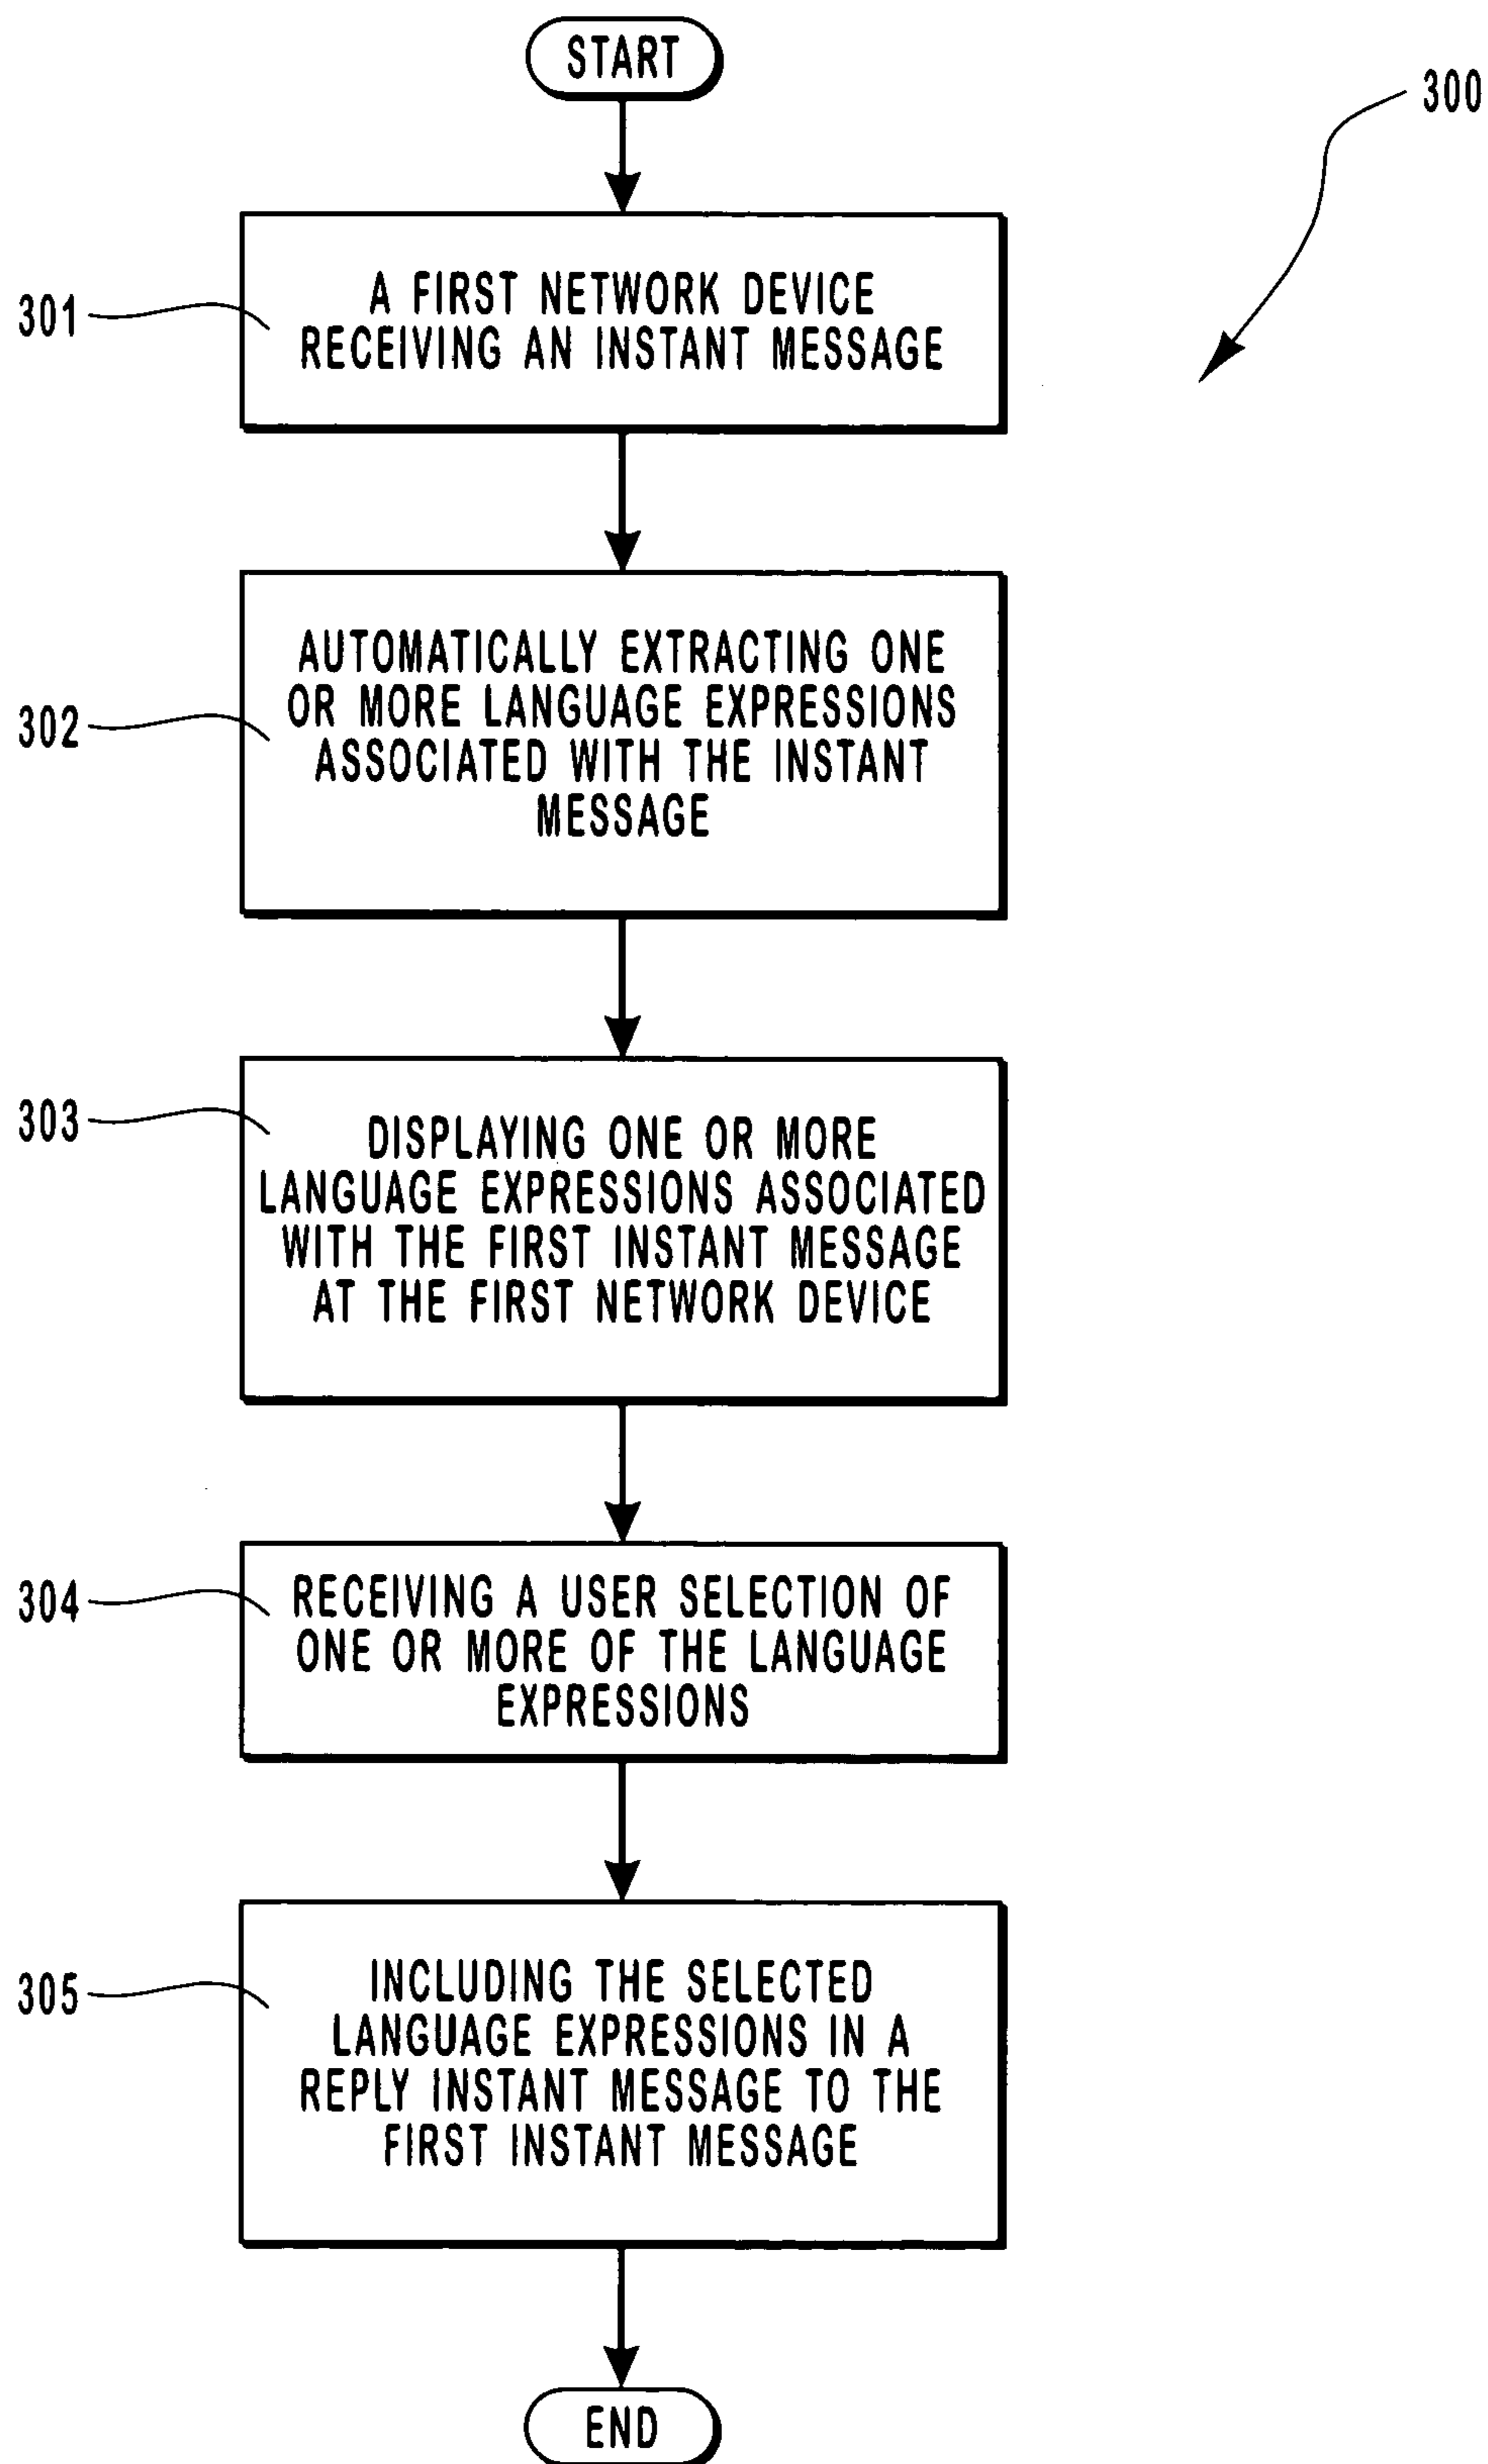 START
300
301
A FIRST NETWORK DEVICE
RECEIVING AN INSTANT MESSAGE
302
AUTOMATICALLY EXTRACTING ONE
OR MORE LANGUAGE EXPRESSIONS
ASSOCIATED WITH THE INSTANT
MESSAGE
303
DISPLAYING ONE OR MORE
LANGUAGE EXPRESSIONS ASSOCIATED
WITH THE FIRST INSTANT MESSAGE
AT THE FIRST NETWORK DEVICE
304
RECEIVING A USER SELECTION OF
ONE OR MORE OF THE LANGUAGE
EXPRESSIONS
305
INCLUDING THE SELECTED
LANGUAGE EXPRESSIONS IN A
REPLY INSTANT MESSAGE TO THE
FIRST INSTANT MESSAGE
END